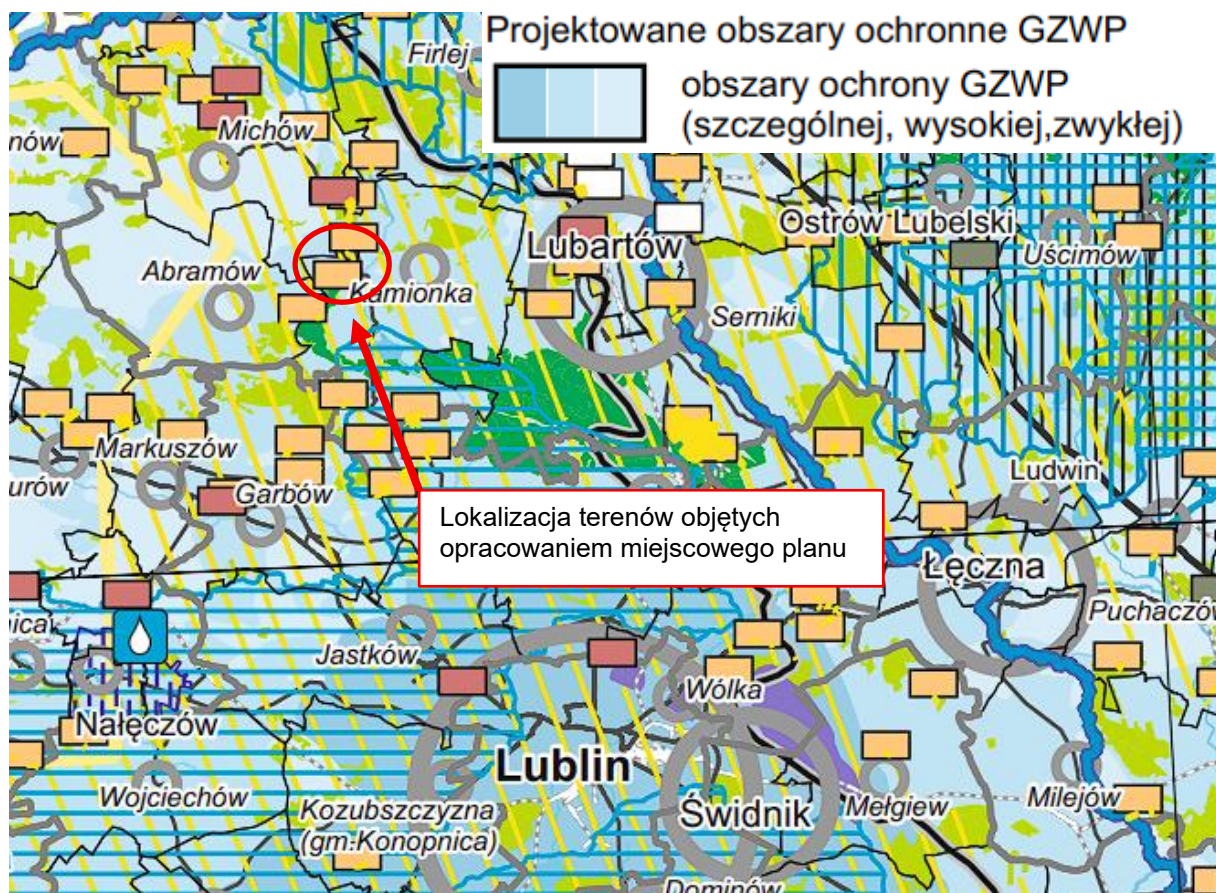 Projektowane obszary ochronne GZWP
obszary ochrony GZWP
(szczególnej, wysokiej,zwykłej)
Firlej
Michów
nów
Ostrów Lubelski
Lubartów
Uścimów
Abramów
Kamionka
Serniki
Markuszów
Ludwin
urów
Garbów
Lokalizacja terenów objętych
opracowaniem miejscowego planu
Łęczna
Puchaczów
nica
Jastków
Wólka
Nałęczów
Lublin
Wojciechów
Kozubszczyzna
(gm.Konopnica)
Świdnik
Mełgiew
Milejów
Dominów